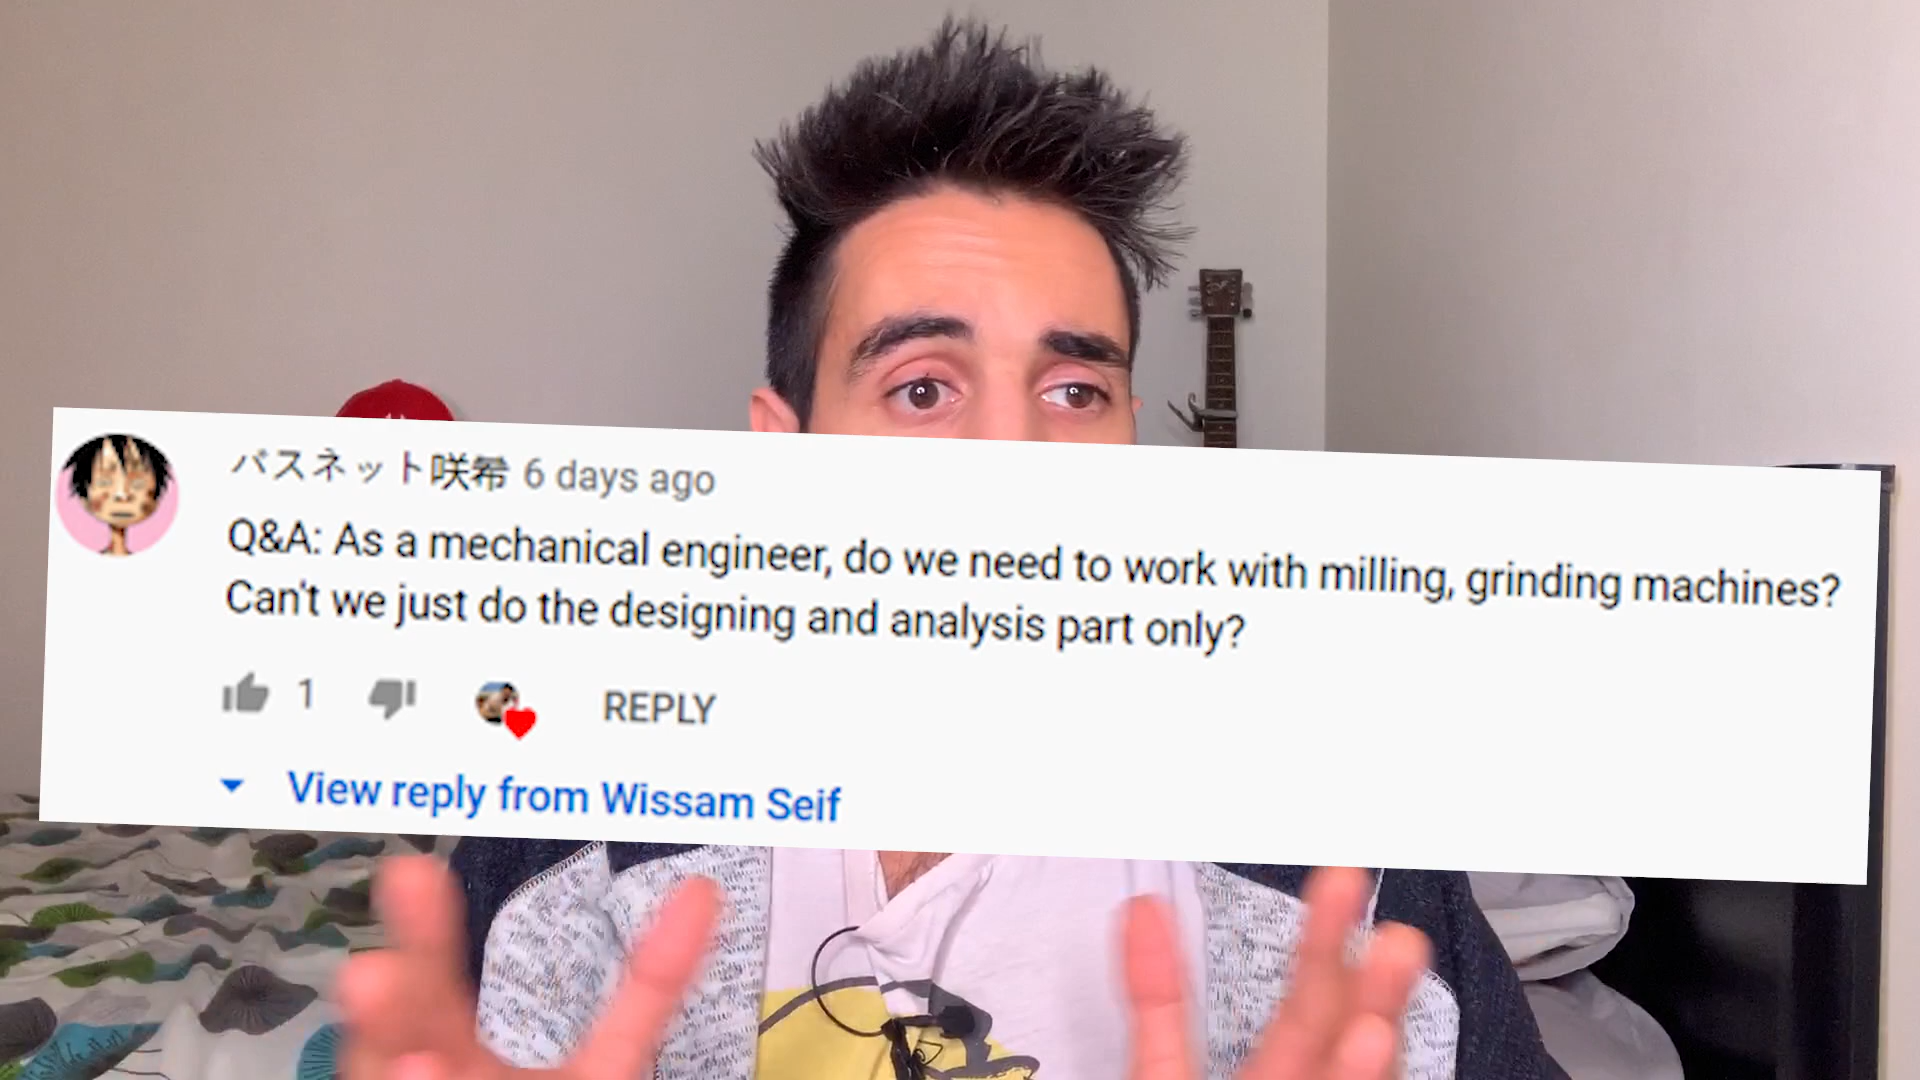 バスネット咲希 6 days ago
Q&A: As a mechanical engineer, do we need to work with milling, grinding machines?
Can't we just do the designing and analysis part only?
1
REPLY
View reply from Wissam Seif